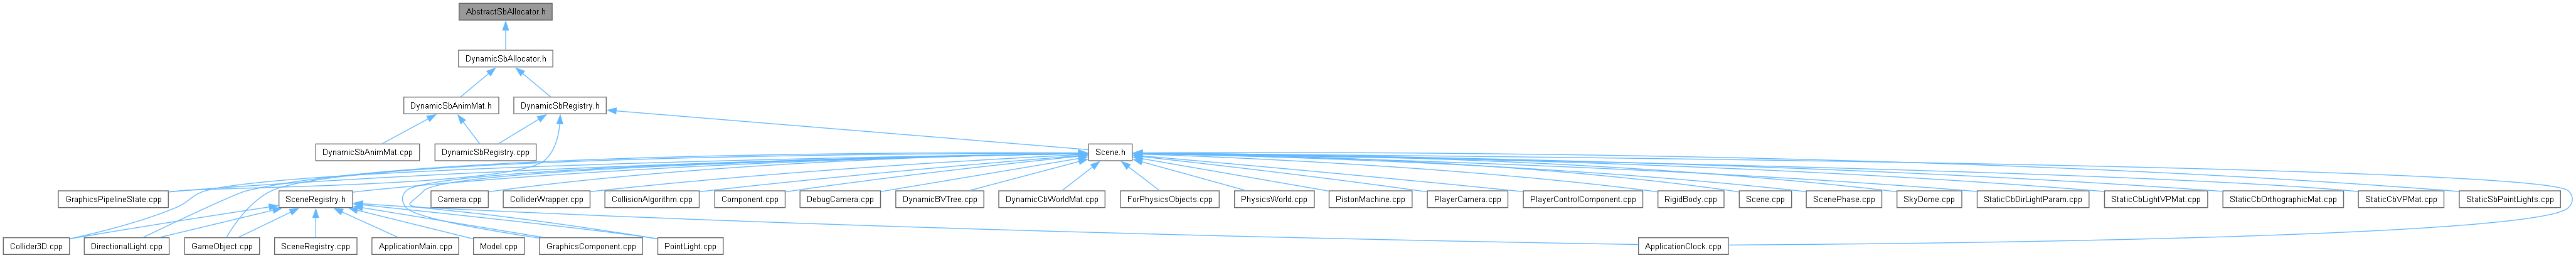 AbstractSbAllocator.h
DynamicSbAllocator.h
DynamicSbAnimMat.h
DynamicSbRegistry.h
DynamicSbAnimMat.cpp
DynamicSbRegistry.cpp
Scene.h
GraphicsPipelineState.cpp
SceneRegistry.h
Camera.cpp
ColliderWrapper.cpp
CollisionAlgorithm.cpp
Component.cpp
DebugCamera.cpp
DynamicBVTree.cpp
DynamicCbWorldMat.cpp
ForPhysicsObjects.cpp
PhysicsWorld.cpp
PistonMachine.cpp
PlayerCamera.cpp
PlayerControlComponent.cpp
RigidBody.cpp
Scene.cpp
ScenePhase.cpp
SkyDome.cpp
StaticCbDirLightParam.cpp
StaticCbLightVPMat.cpp
StaticCbOrthographicMat.cpp
StaticCbVPMat.cpp
StaticSbPointLights.cpp
Collider3D.cpp
DirectionalLight.cpp
GameObject.cpp
SceneRegistry.cpp
ApplicationMain.cpp
Model.cpp
GraphicsComponent.cpp
PointLight.cpp
ApplicationClock.cpp